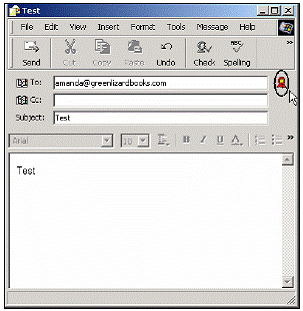 Test
File Edit View Insert Format Tools Message Help
Send Cut Copy Paste Undo Check Spelling
To: amanda@greenlizardbooks.com
Cc:
Subject: Test
Arial 10 B I U A
Test